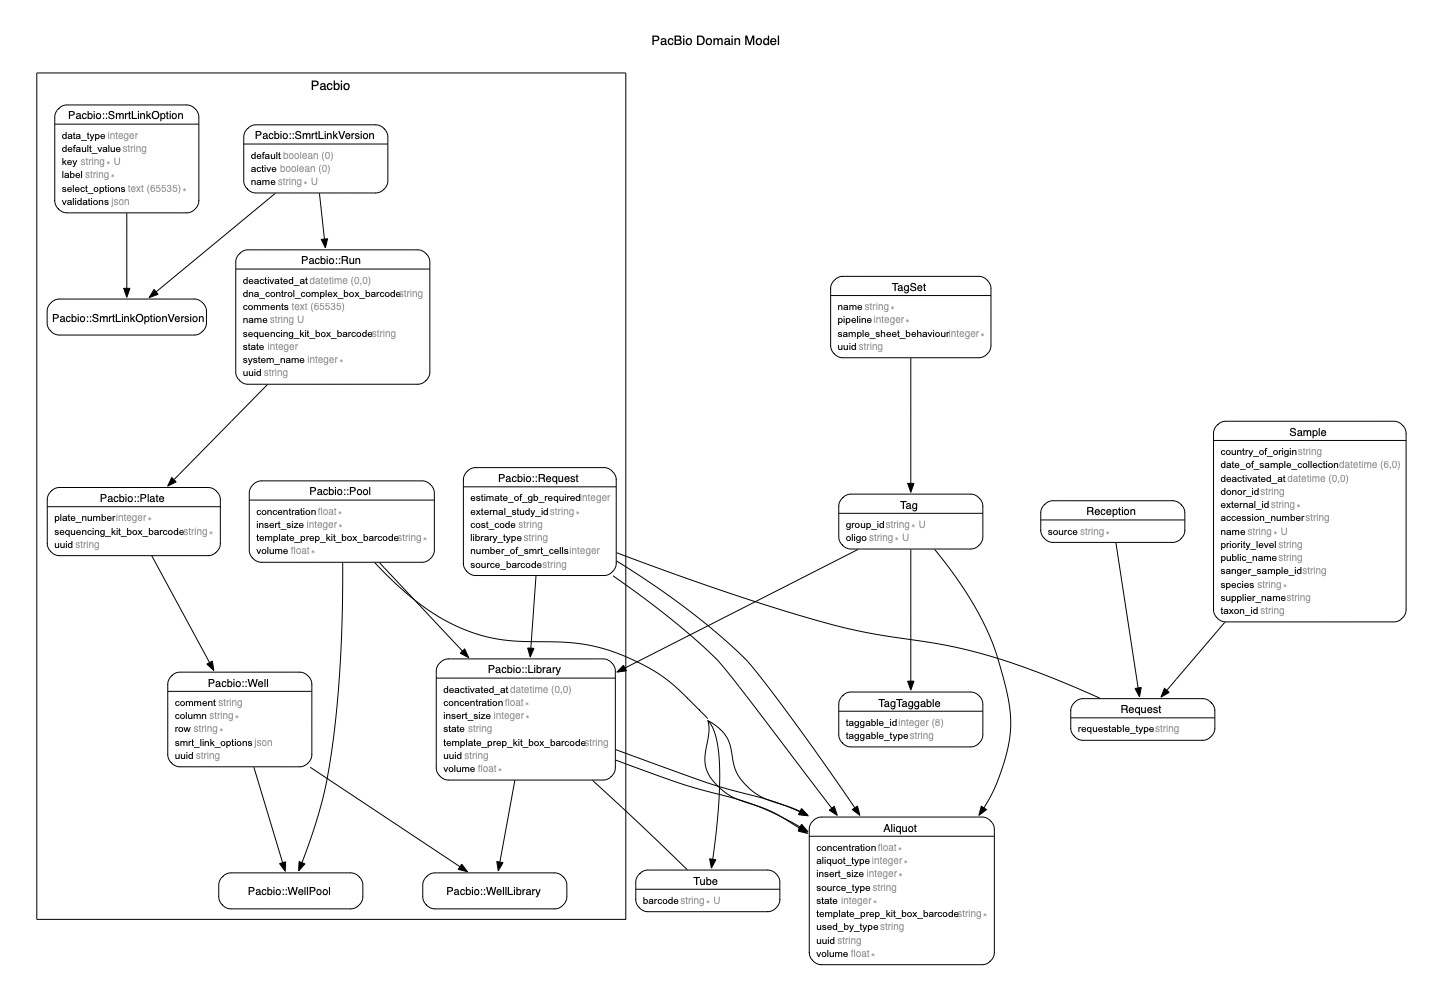 PacBio Domain Model
Pacbio
Pacbio::SmrtLinkOption
data_type integer
default_value string
key string * U
label string *
select_options text (65535) *
validations json
Pacbio::SmrtLinkVersion
default boolean (0)
active boolean (0)
name string * U
Pacbio::Run
deactivated_at datetime (0,0)
dna_control_complex_box_barcode string
comments text (65535)
name string U
sequencing_kit_box_barcode string
state integer
system_name integer *
uuid string
Pacbio::SmrtLinkOptionVersion
TagSet
name string *
pipeline integer *
sample_sheet_behaviour integer *
uuid string
Sample
country_of_origin string
date_of_sample_collection datetime (6,0)
deactivated_at datetime (0,0)
donor_id string
external_id string *
accession_number string
name string * U
priority_level string
public_name string
sanger_sample_id string
species string *
supplier_name string
taxon_id string
Pacbio::Plate
plate_number integer *
sequencing_kit_box_barcode string *
uuid string
Pacbio::Pool
concentration float *
insert_size integer *
template_prep_kit_box_barcode string *
volume float *
Pacbio::Request
estimate_of_gb_required integer
external_study_id string *
cost_code string
library_type string
number_of_smrt_cells integer
source_barcode string
Tag
group_id string * U
oligo string * U
Reception
source string *
Pacbio::Well
comment string
column string *
row string *
smrt_link_options json
uuid string
Pacbio::Library
deactivated_at datetime (0,0)
concentration float *
insert_size integer *
state string
template_prep_kit_box_barcode string
uuid string
volume float *
TagTaggable
taggable_id integer (8)
taggable_type string
Request
requestable_type string
Pacbio::WellPool
Pacbio::WellLibrary
Tube
barcode string * U
Aliquot
concentration float *
aliquot_type integer *
insert_size integer *
source_type string
state integer *
template_prep_kit_box_barcode string *
used_by_type string
uuid string
volume float *